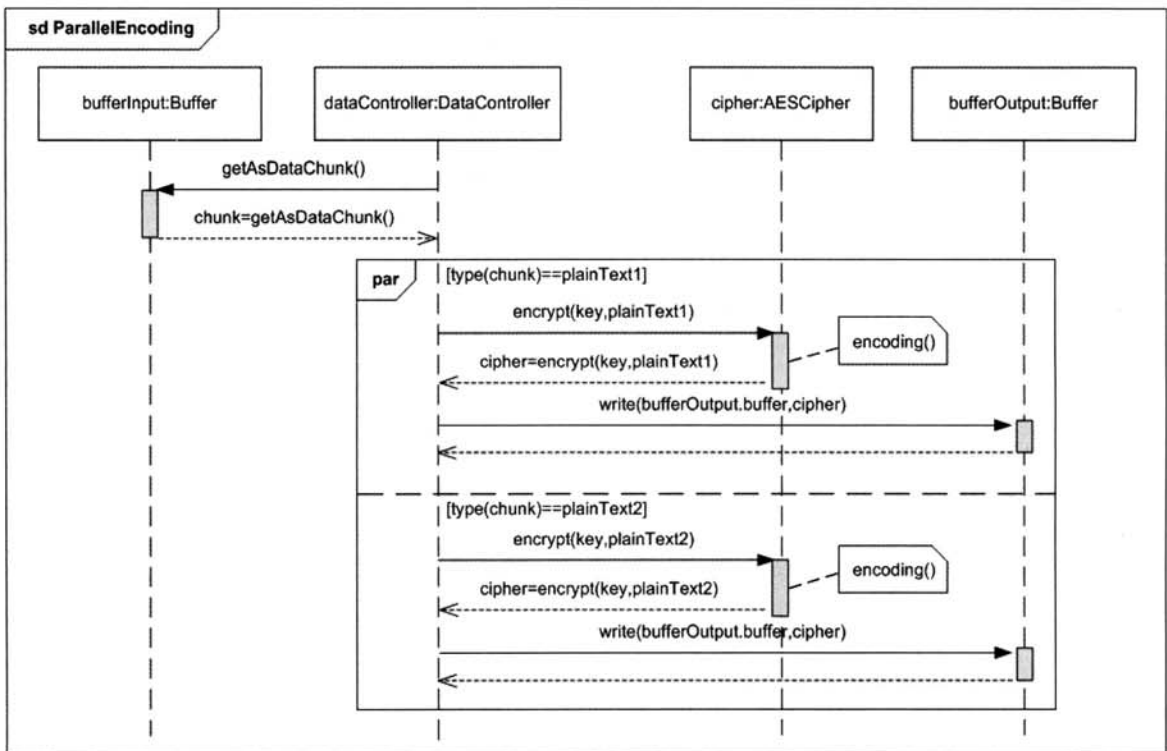 sd ParallelEncoding
bufferInput:Buffer
dataController:DataController
cipher:AESCipher
bufferOutput:Buffer
getAsDataChunk()
chunk=getAsDataChunk()
par
[type(chunk)==plainText1]
encrypt(key,plainText1)
encoding()
cipher=encrypt(key,plainText1)
write(bufferOutput.buffer,cipher)
[type(chunk)==plainText2]
encrypt(key,plainText2)
encoding()
cipher=encrypt(key,plainText2)
write(bufferOutput.buffer,cipher)